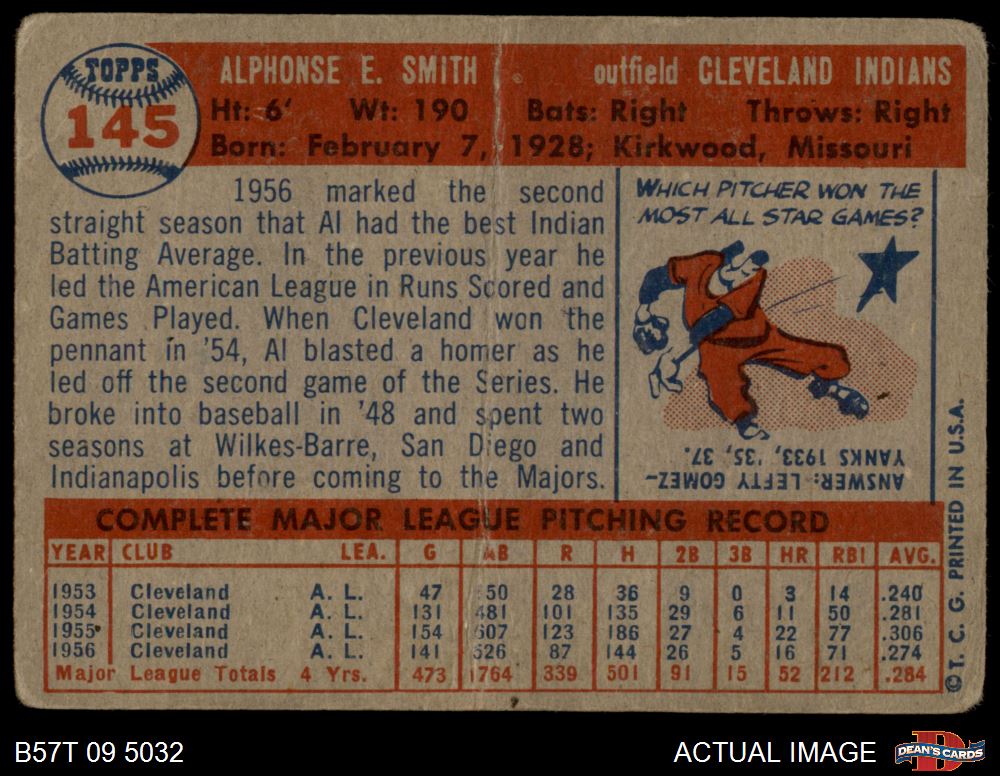 TOPPS
145
ALPHONSE E. SMITH outfield CLEVELAND INDIANS
Ht: 6' Wt: 190 Bats: Right Throws: Right
Born: February 7, 1928; Kirkwood, Missouri
1956 marked the second
straight season that Al had the best Indian
Batting Average. In the previous year he
led the American League in Runs Scored and
Games Played. When Cleveland won the
pennant in '54, Al blasted a homer as he
led off the second game of the Series. He
broke into baseball in '48 and spent two
seasons at Wilkes-Barre, San Diego and
Indianapolis before coming to the Majors.
WHICH PITCHER WON THE
MOST ALL STAR GAMES?
ANSWER: LEFTY GOMEZ-
YANKS 1933, '35, '37.
COMPLETE MAJOR LEAGUE PITCHING RECORD
YEAR CLUB LEA. G AB R H 2B 3B HR RBI AVG.
1953 Cleveland A. L. 47 50 28 36 9 0 3 14 .240
1954 Cleveland A. L. 131 481 101 135 29 6 11 50 .281
1955 Cleveland A. L. 154 607 123 186 27 4 22 77 .306
1956 Cleveland A. L. 141 526 87 144 26 5 16 71 .274
Major League Totals 4 Yrs. 473 1764 339 501 91 15 52 212 .284
©T. C. G. PRINTED IN U.S.A.
B57T 09 5032
ACTUAL IMAGE
D
DEAN'S CARDS